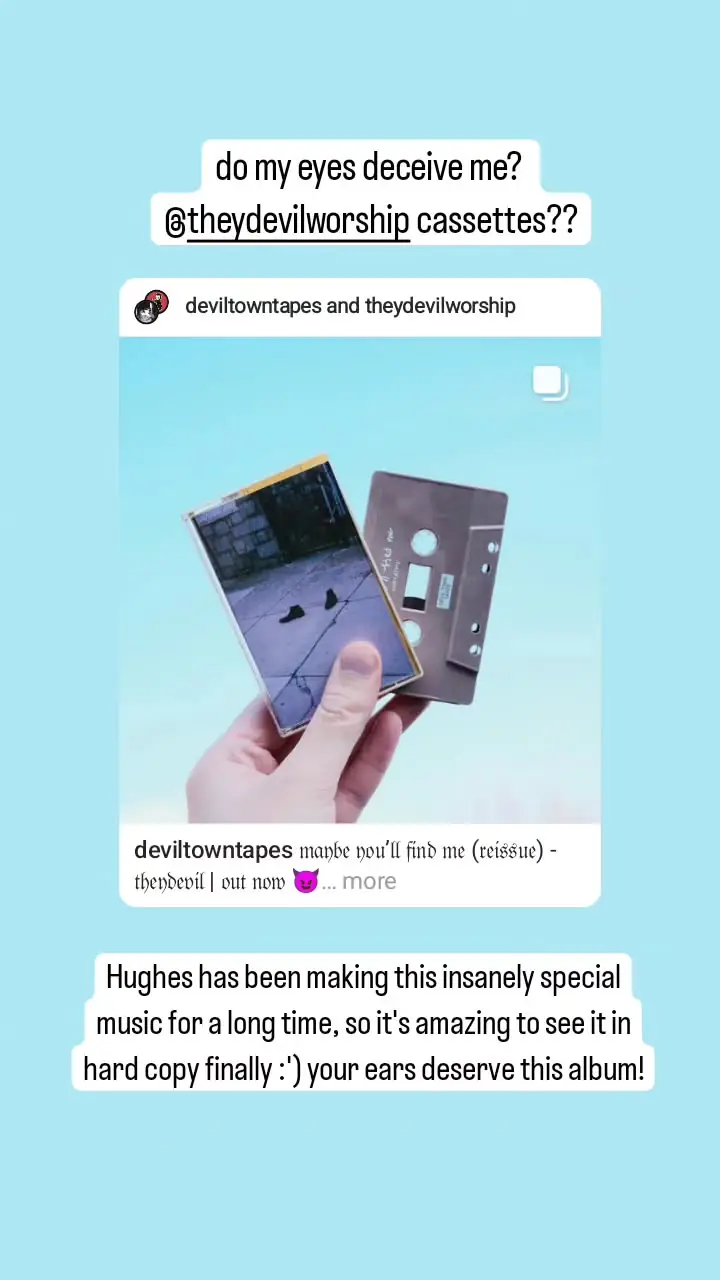 do my eyes deceive me?
@theydevilworship cassettes??
deviltowntapes and theydevilworship
deviltowntapes 𝔪𝔞𝔶𝔟𝔢 𝔶𝔬𝔲'𝔩𝔩 𝔣𝔦𝔫𝔡 𝔪𝔢 (𝔯𝔢𝔦𝔰𝔰𝔲𝔢) -
𝔱𝔥𝔢𝔶𝔡𝔢𝔳𝔦𝔩 | 𝔬𝔲𝔱 𝔫𝔬𝔴 😈... more
Hughes has been making this insanely special
music for a long time, so it's amazing to see it in
hard copy finally :') your ears deserve this album!